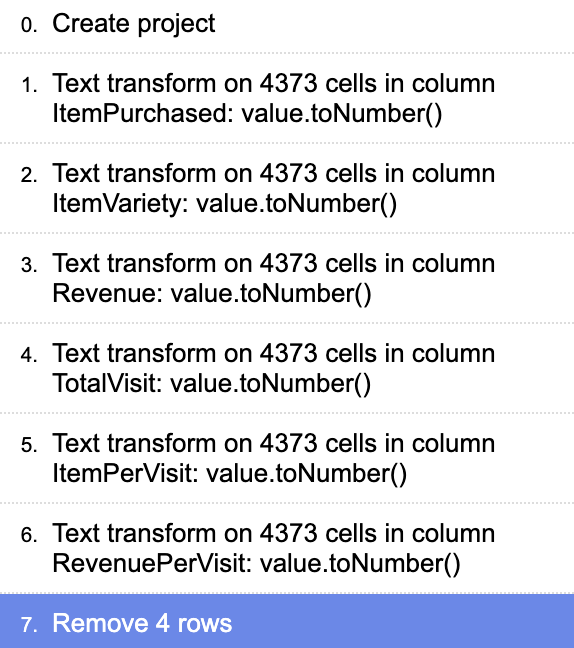 0. Create project
1. Text transform on 4373 cells in column
ItemPurchased: value.toNumber()
2. Text transform on 4373 cells in column
ItemVariety: value.toNumber()
3. Text transform on 4373 cells in column
Revenue: value.toNumber()
4. Text transform on 4373 cells in column
TotalVisit: value.toNumber()
5. Text transform on 4373 cells in column
ItemPerVisit: value.toNumber()
6. Text transform on 4373 cells in column
RevenuePerVisit: value.toNumber()
7. Remove 4 rows